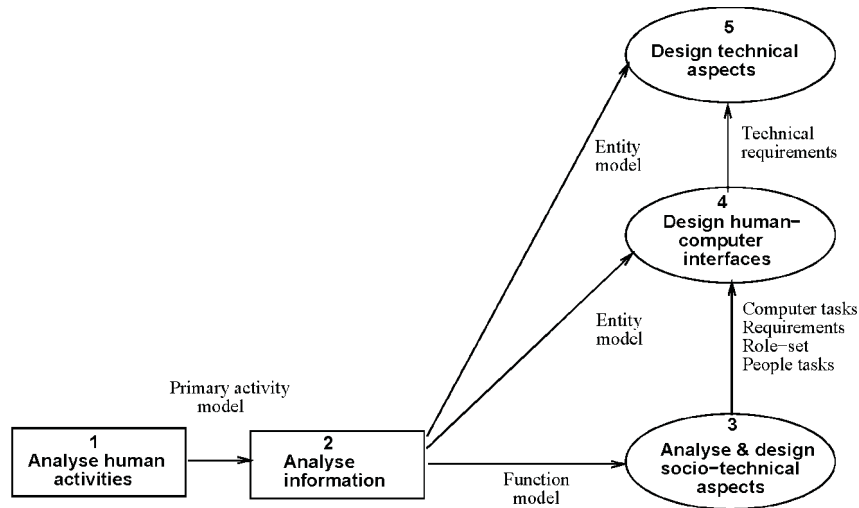 5
Design technical
aspects
Entity
model
Technical
requirements
4
Design human-
computer
interfaces
Entity
model
Computer tasks
Requirements
Role-set
People tasks
Primary activity
model
1
Analyse human
activities
2
Analyse
information
Function
model
3
Analyse & design
socio-technical
aspects